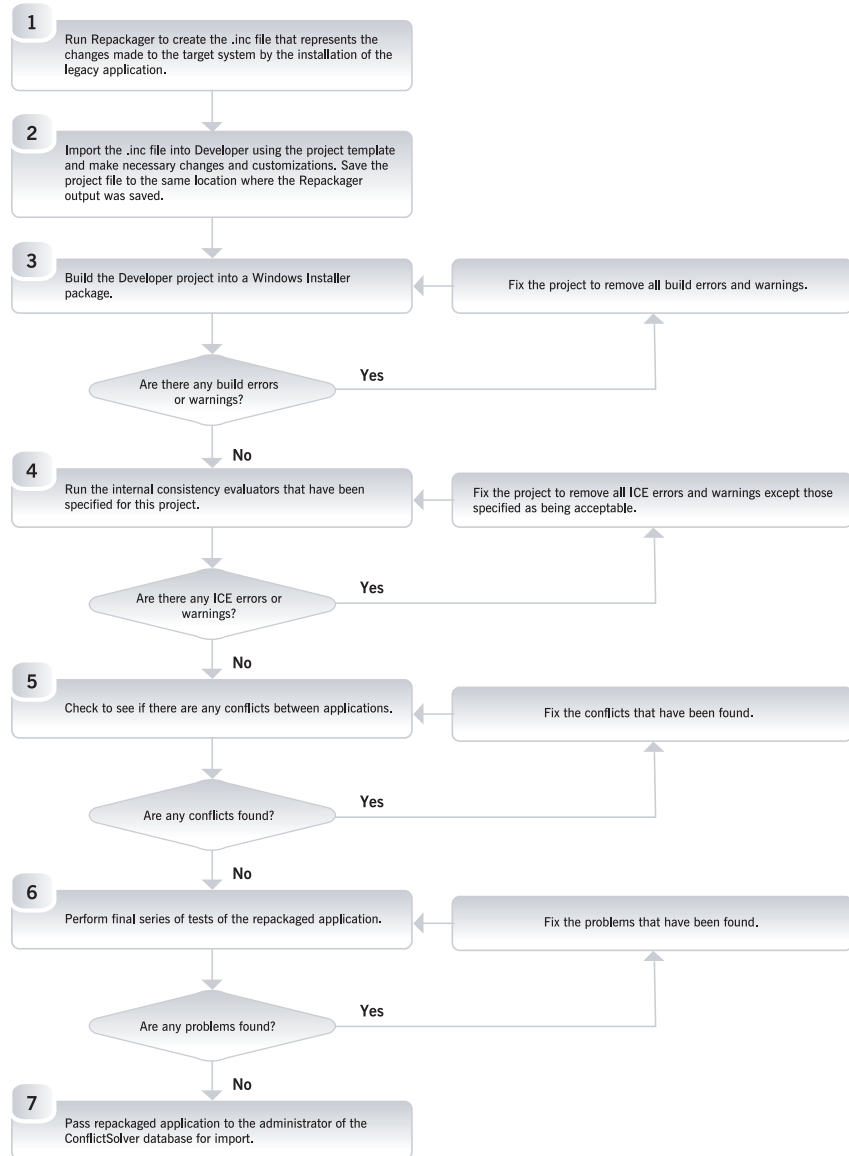 1
Run Repackager to create the .inc file that represents the
changes made to the target system by the installation of the
legacy application.
2
Import the .inc file into Developer using the project template
and make necessary changes and customizations. Save the
project file to the same location where the Repackager
output was saved.
3
Build the Developer project into a Windows Installer
package.
Fix the project to remove all build errors and warnings.
Are there any build errors
or warnings?
Yes
No
4
Run the internal consistency evaluators that have been
specified for this project.
Fix the project to remove all ICE errors and warnings except those
specified as being acceptable.
Are there any ICE errors or
warnings?
Yes
No
5
Check to see if there are any conflicts between applications.
Fix the conflicts that have been found.
Are any conflicts found?
Yes
No
6
Perform final series of tests of the repackaged application.
Fix the problems that have been found.
Are any problems found?
Yes
No
7
Pass repackaged application to the administrator of the
ConflictSolver database for import.